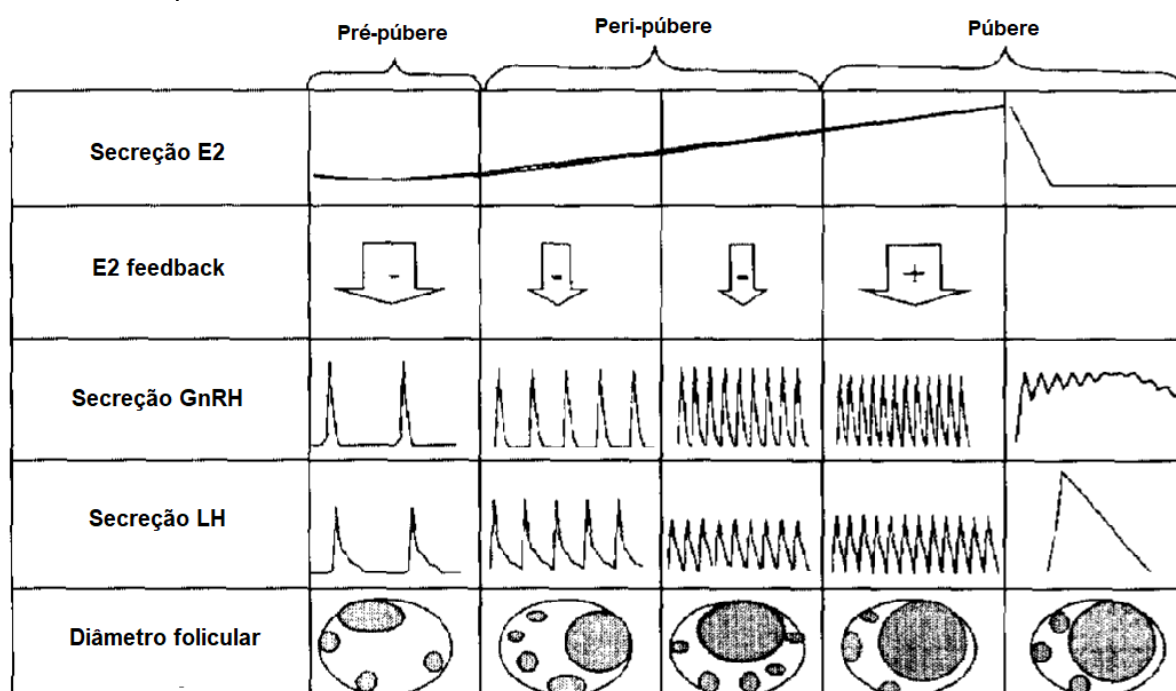 Pré-púbere
Peri-púbere
Púbere
Secreção E2
E2 feedback
-
-
-
+
Secreção GnRH
Secreção LH
Diâmetro folicular